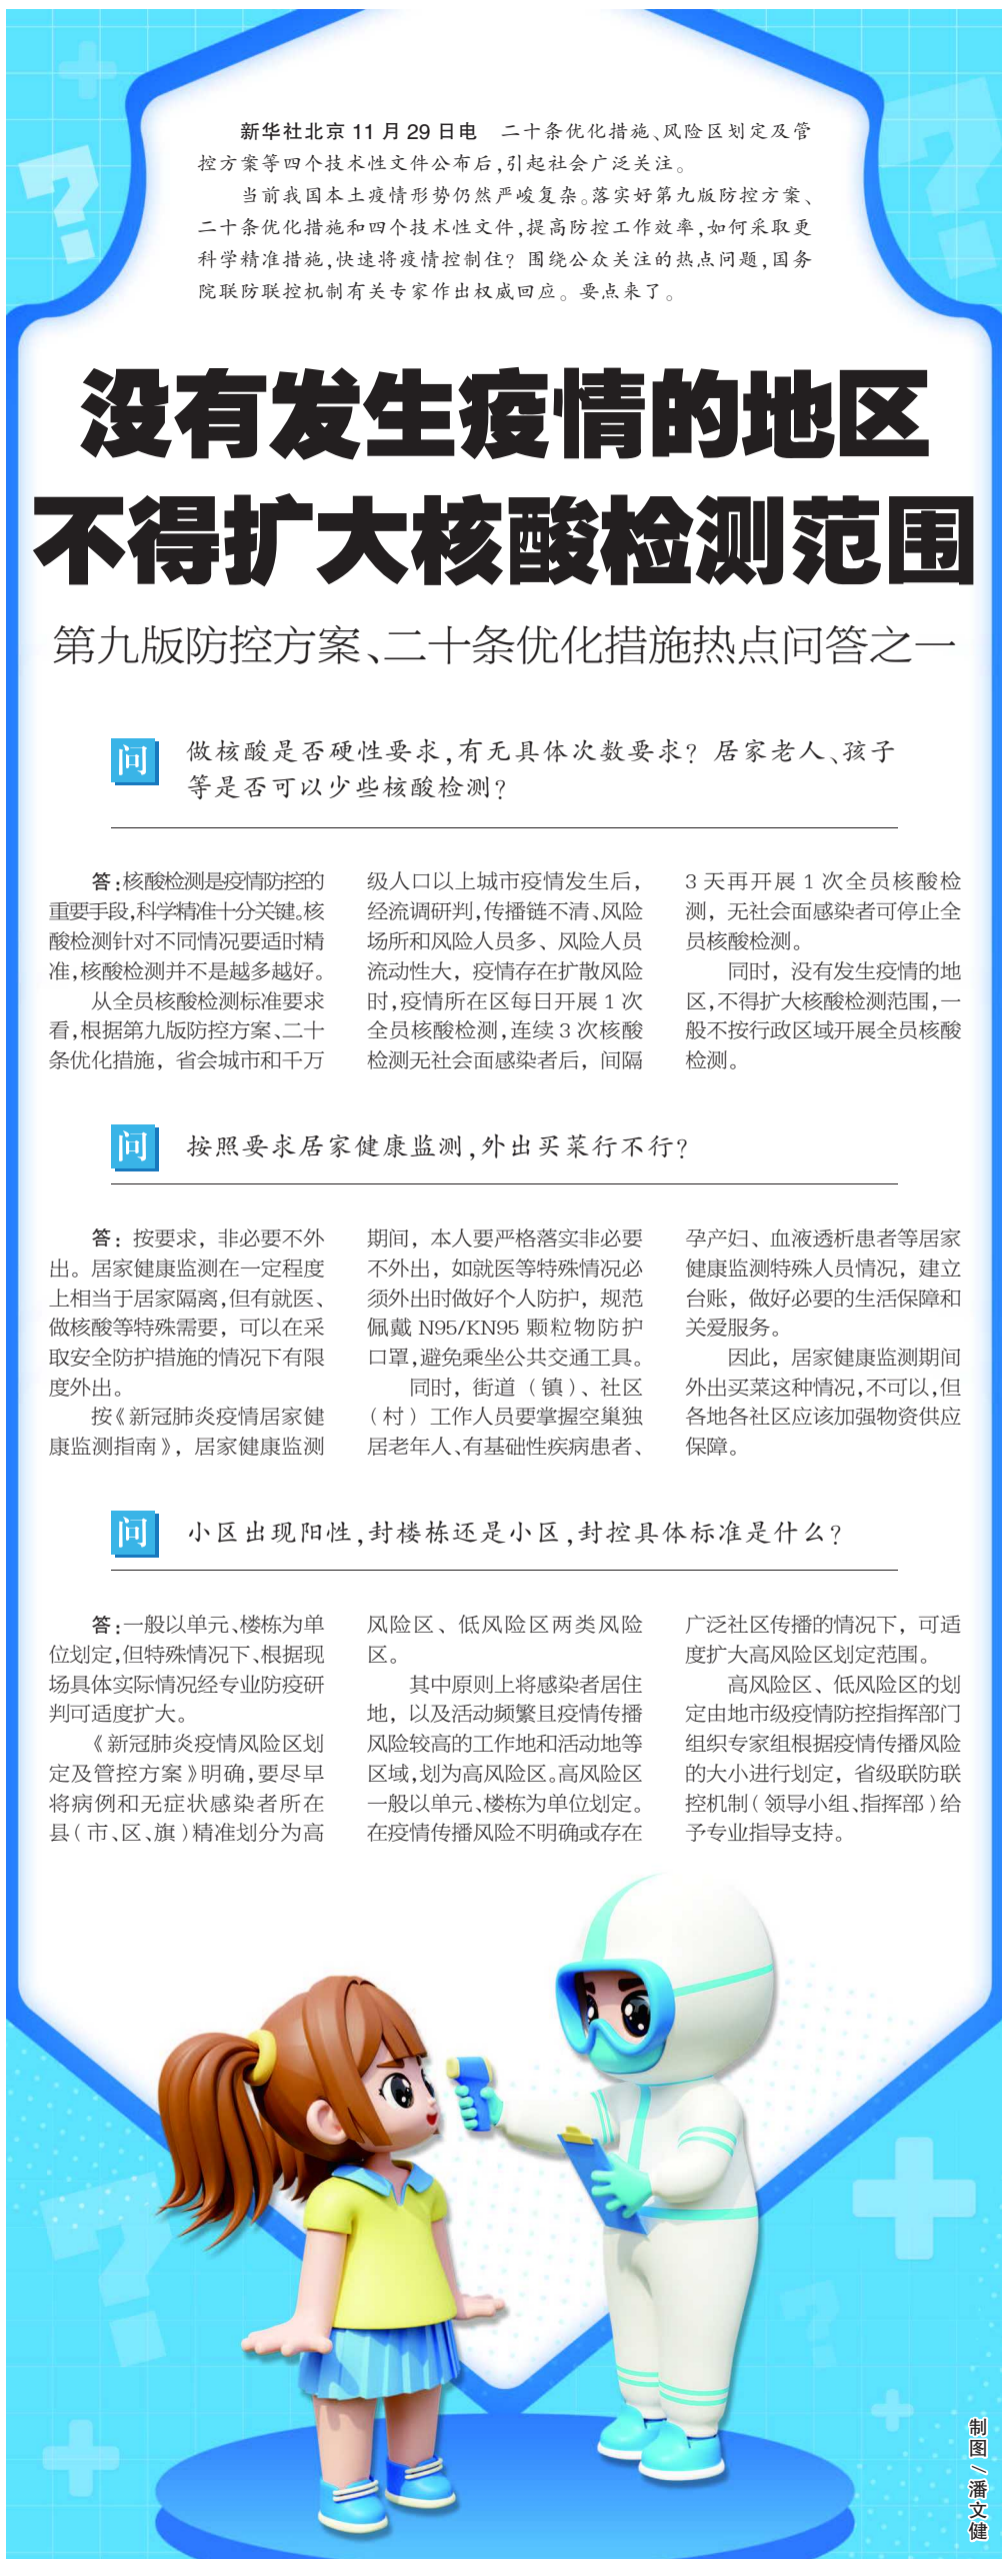 新华社北京 11 月 29 日电 二十条优化措施、风险区划定及管
控方案等四个技术性文件公布后,引起社会广泛关注。
当前我国本土疫情形势仍然严峻复杂。落实好第九版防控方案、
二十条优化措施和四个技术性文件,提高防控工作效率,如何采取更
科学精准措施,快速将疫情控制住? 围绕公众关注的热点问题,国务
院联防联控机制有关专家作出权威回应。要点来了。
没有发生疫情的地区
不得扩大核酸检测范围
第九版防控方案、二十条优化措施热点问答之一
问
做核酸是否硬性要求,有无具体次数要求? 居家老人、孩子
等是否可以少些核酸检测?
答:核酸检测是疫情防控的
重要手段,科学精准十分关键。核
酸检测针对不同情况要适时精
准,核酸检测并不是越多越好。
从全员核酸检测标准要求
看,根据第九版防控方案、二十
条优化措施,省会城市和千万
级人口以上城市疫情发生后,
经流调研判,传播链不清、风险
场所和风险人员多、风险人员
流动性大,疫情存在扩散风险
时,疫情所在区每日开展 1 次
全员核酸检测,连续 3 次核酸
检测无社会面感染者后,间隔
3 天再开展 1 次全员核酸检
测,无社会面感染者可停止全
员核酸检测。
同时,没有发生疫情的地
区,不得扩大核酸检测范围,一
般不按行政区域开展全员核酸
检测。
问
按照要求居家健康监测,外出买菜行不行?
答:按要求,非必要不外
出。居家健康监测在一定程度
上相当于居家隔离,但有就医、
做核酸等特殊需要,可以在采
取安全防护措施的情况下有限
度外出。
按《新冠肺炎疫情居家健
康监测指南》,居家健康监测
期间,本人要严格落实非必要
不外出,如就医等特殊情况必
须外出时做好个人防护,规范
佩戴 N95/KN95 颗粒物防护
口罩,避免乘坐公共交通工具。
同时,街道(镇)、社区
(村)工作人员要掌握空巢独
居老年人、有基础性疾病患者、
孕产妇、血液透析患者等居家
健康监测特殊人员情况,建立
台账,做好必要的生活保障和
关爱服务。
因此,居家健康监测期间
外出买菜这种情况,不可以,但
各地各社区应该加强物资供应
保障。
问
小区出现阳性,封楼栋还是小区,封控具体标准是什么?
答:一般以单元、楼栋为单
位划定,但特殊情况下、根据现
场具体实际情况经专业防疫研
判可适度扩大。
《新冠肺炎疫情风险区划
定及管控方案》明确,要尽早
将病例和无症状感染者所在
县(市、区、旗)精准划分为高
风险区、低风险区两类风险
区。
其中原则上将感染者居住
地,以及活动频繁且疫情传播
风险较高的工作地和活动地等
区域,划为高风险区。高风险区
一般以单元、楼栋为单位划定。
在疫情传播风险不明确或存在
广泛社区传播的情况下,可适
度扩大高风险区划定范围。
高风险区、低风险区的划
定由地市级疫情防控指挥部门
组织专家组根据疫情传播风险
的大小进行划定,省级联防联
控机制(领导小组、指挥部)给
予专业指导支持。
制图/潘文健